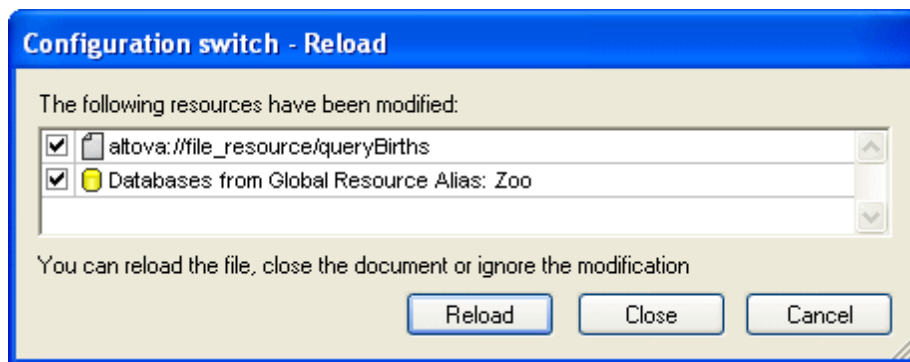 Configuration switch - Reload
The following resources have been modified:
altova://file_resource/queryBirths
Databases from Global Resource Alias: Zoo
You can reload the file, close the document or ignore the modification
Reload Close Cancel